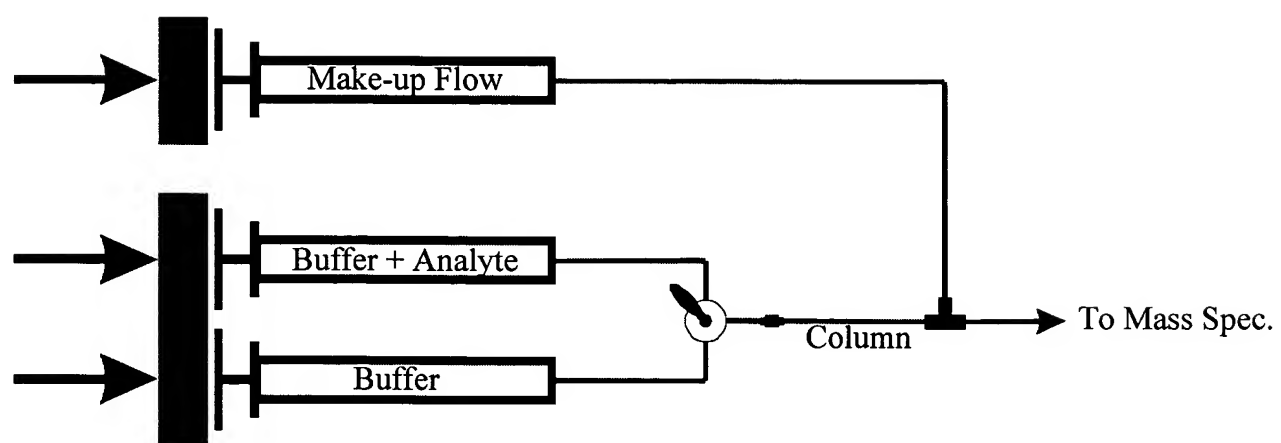 Make-up Flow
Buffer + Analyte
Buffer
Column
To Mass Spec.